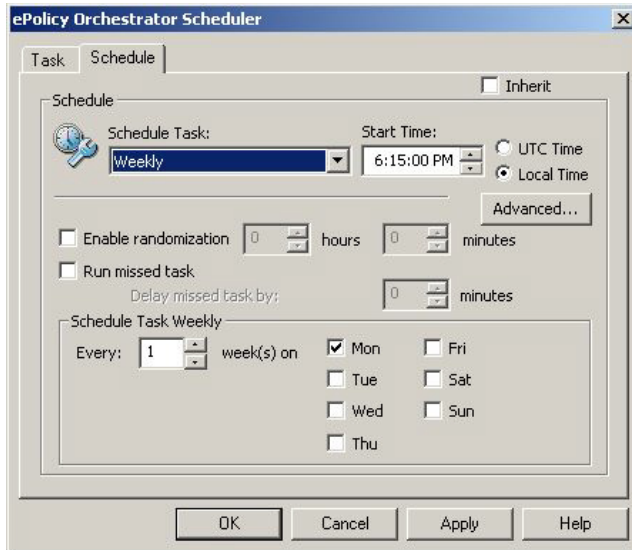 ePolicy Orchestrator Scheduler
Task Schedule
Inherit
Schedule
Schedule Task: Start Time:
Weekly 6:15:00 PM UTC Time
Local Time
Advanced...
Enable randomization 0 hours 0 minutes
Run missed task
Delay missed task by: 0 minutes
Schedule Task Weekly
Every: 1 week(s) on Mon Fri
Tue Sat
Wed Sun
Thu
OK Cancel Apply Help